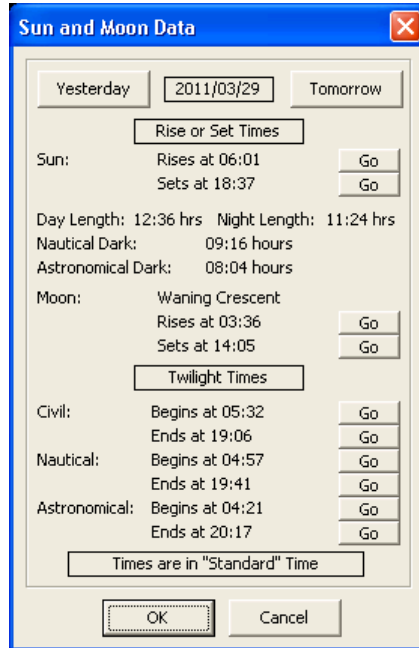 Sun and Moon Data
Yesterday 2011/03/29 Tomorrow
Rise or Set Times
Sun: Rises at 06:01 Go
Sets at 18:37 Go
Day Length: 12:36 hrs Night Length: 11:24 hrs
Nautical Dark: 09:16 hours
Astronomical Dark: 08:04 hours
Moon: Waning Crescent
Rises at 03:36 Go
Sets at 14:05 Go
Twilight Times
Civil: Begins at 05:32 Go
Ends at 19:06 Go
Nautical: Begins at 04:57 Go
Ends at 19:41 Go
Astronomical: Begins at 04:21 Go
Ends at 20:17 Go
Times are in "Standard" Time
OK Cancel